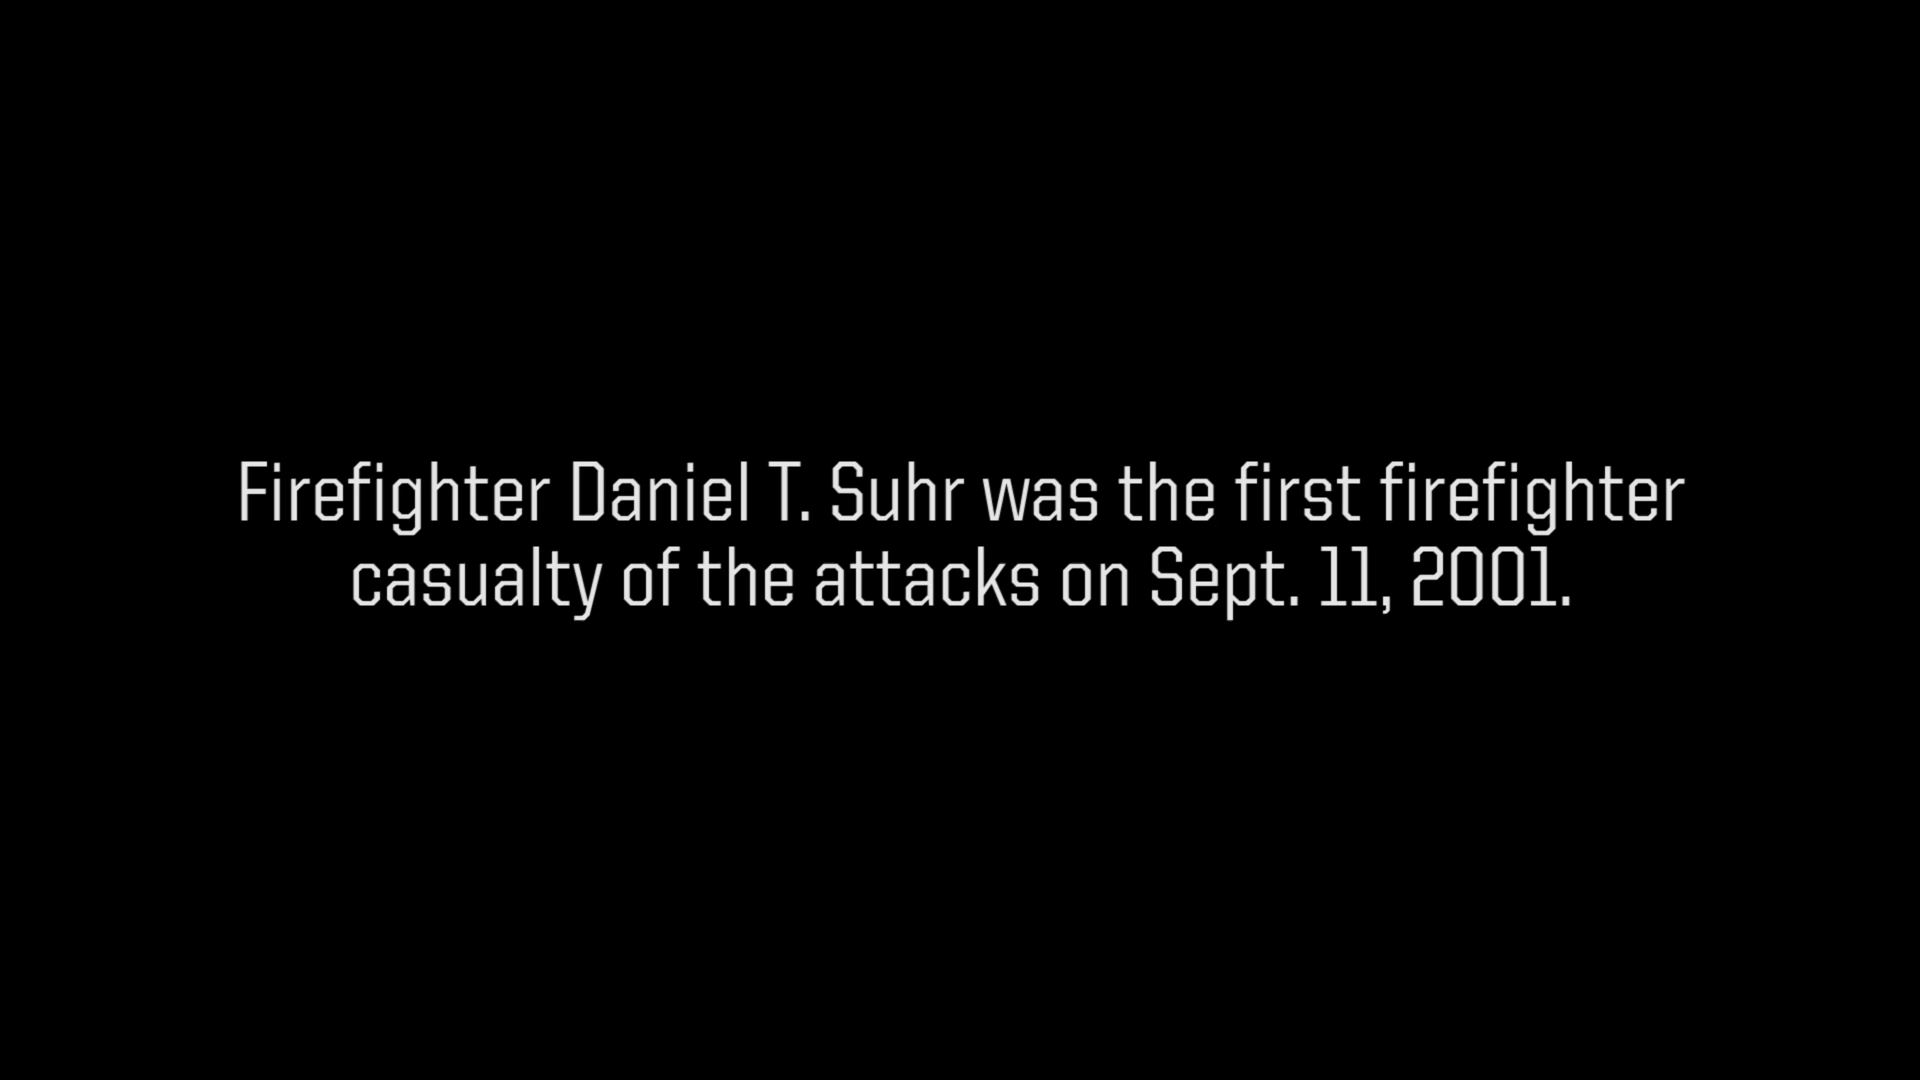 Firefighter Daniel T. Suhr was the first firefighter
casualty of the attacks on Sept. 11, 2001.